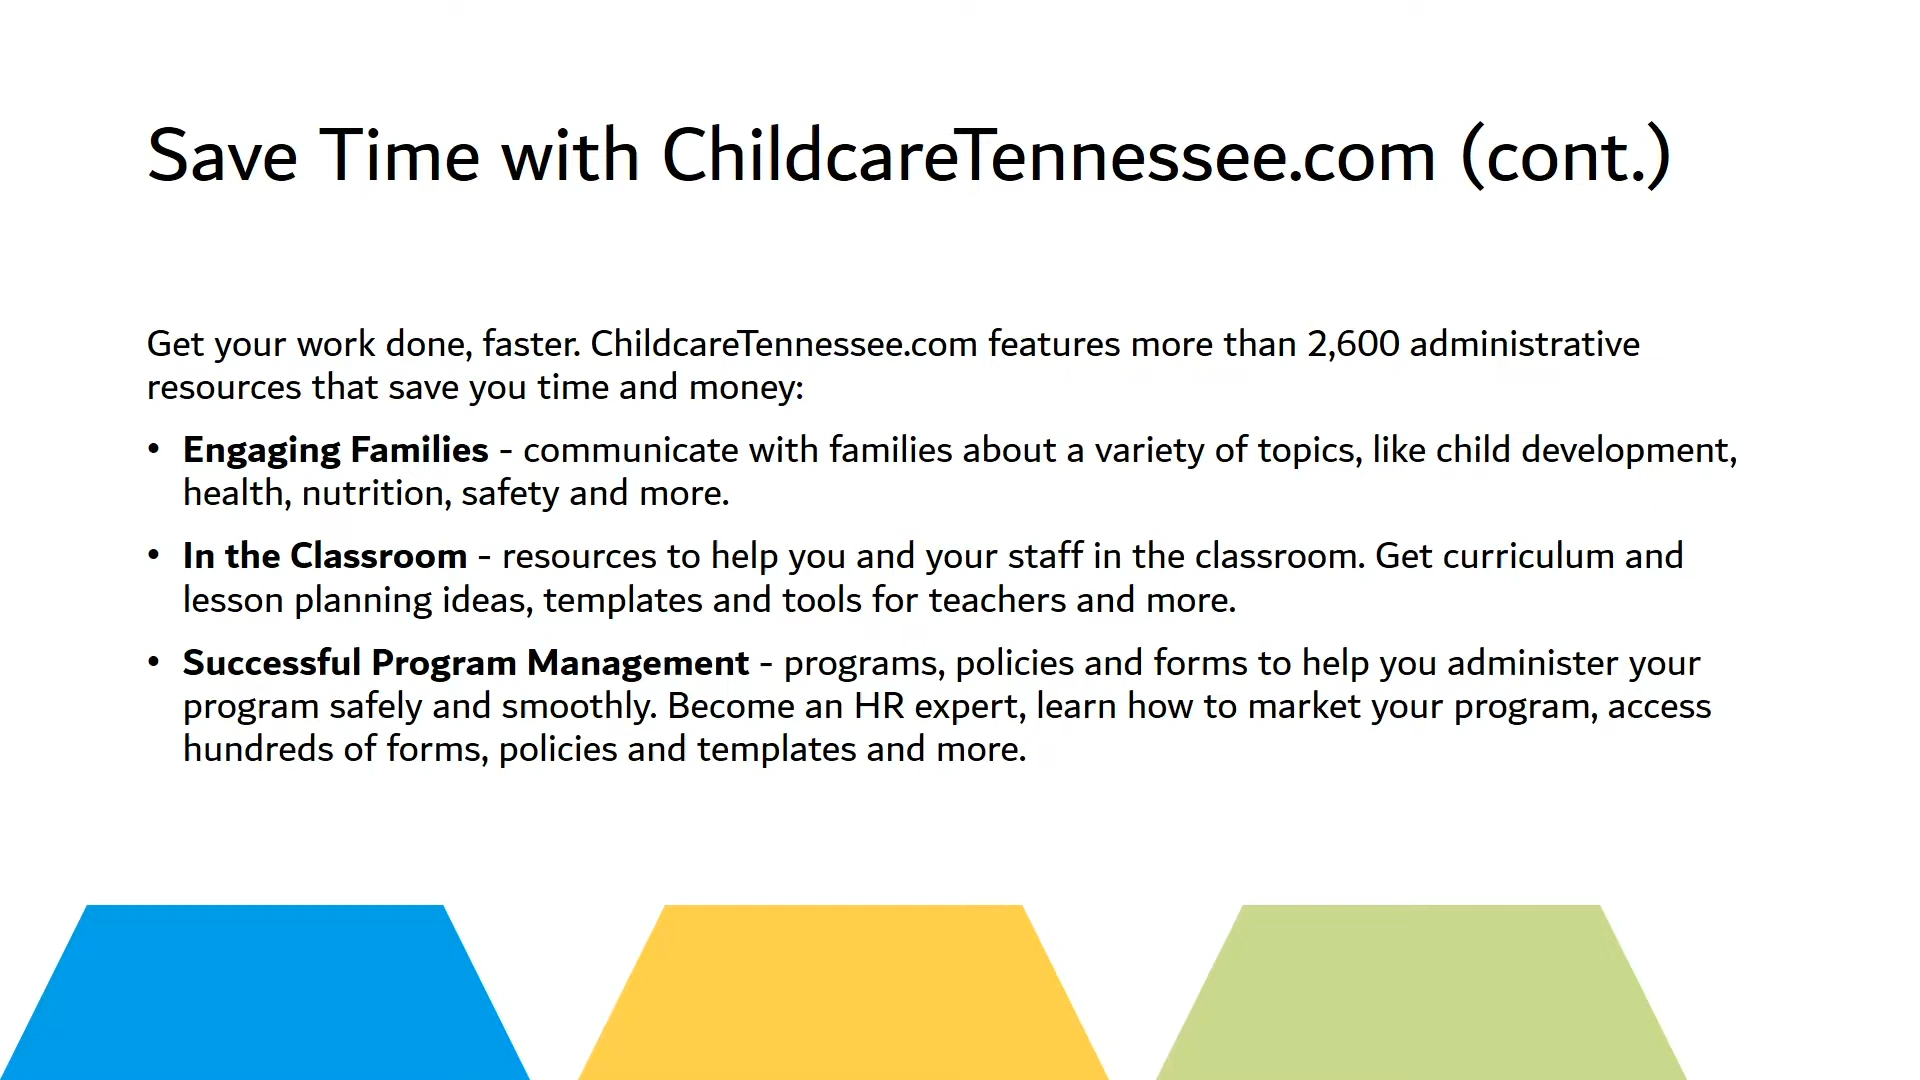 Save Time with ChildcareTennessee.com (cont.)
Get your work done, faster. ChildcareTennessee.com features more than 2,600 administrative
resources that save you time and money:
• Engaging Families - communicate with families about a variety of topics, like child development,
health, nutrition, safety and more.
• In the Classroom - resources to help you and your staff in the classroom. Get curriculum and
lesson planning ideas, templates and tools for teachers and more.
• Successful Program Management - programs, policies and forms to help you administer your
program safely and smoothly. Become an HR expert, learn how to market your program, access
hundreds of forms, policies and templates and more.